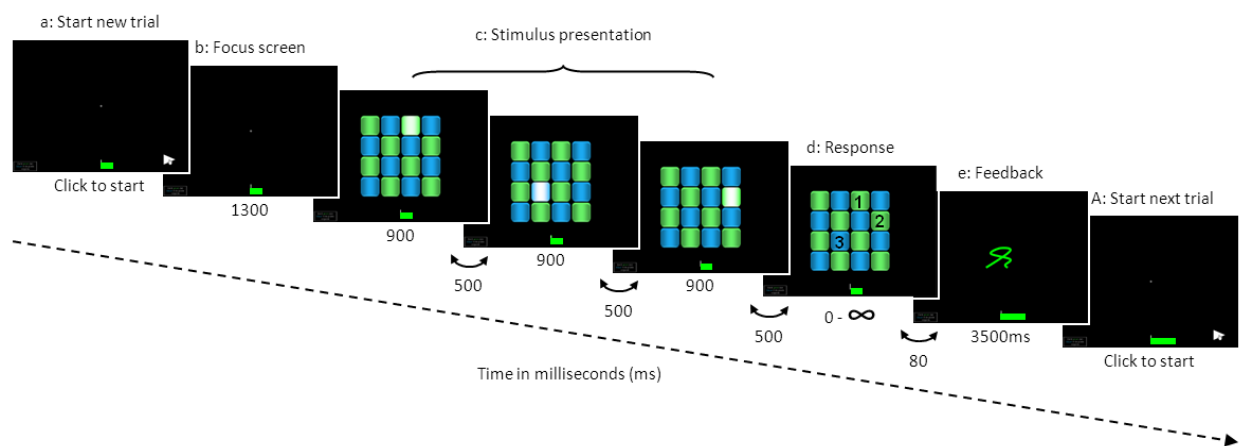 a: Start new trial
b: Focus screen
c: Stimulus presentation
d: Response
e: Feedback
A: Start next trial
1
2
3
Click to start
1300
900
900
900
0 - ∞
3500ms
Click to start
500
500
500
80
Time in milliseconds (ms)